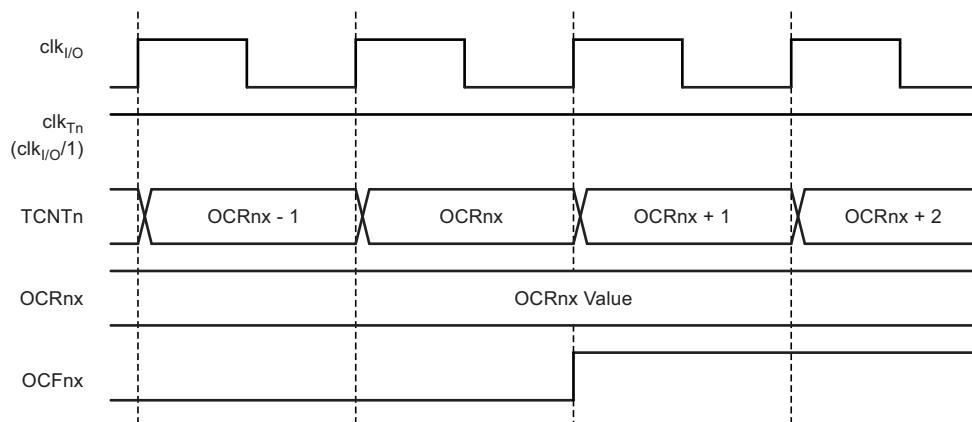 clkI/O
clkTn
(clkI/O/1)
TCNTn OCRnx - 1 OCRnx OCRnx + 1 OCRnx + 2
OCRnx OCRnx Value
OCFnx